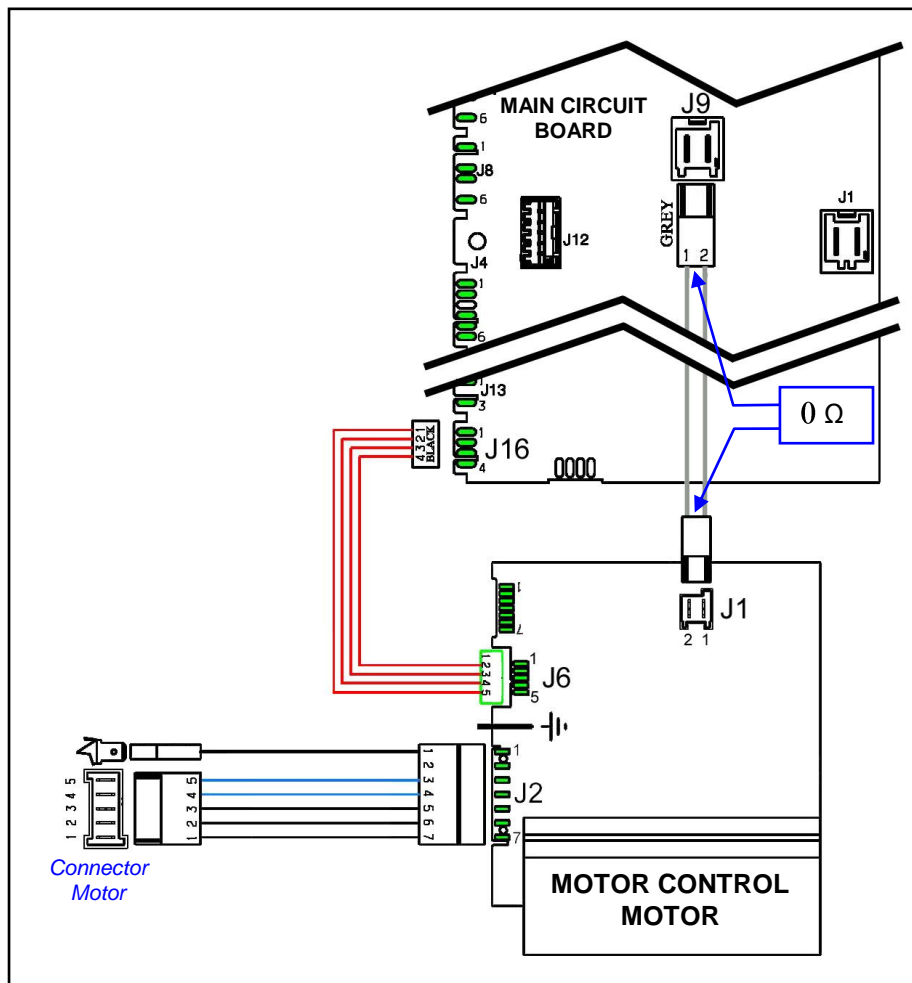 MAIN CIRCUIT
BOARD
J9
6
1
J8
6
J4
1
6
J12
GREY
1 2
J1
J13
3
1
J16
4
4321
BLACK
0 Ω
J1
2 1
1
7
1
2
3
4
5
1
J6
5
1
J2
7
1
2
3
4
5
6
7
5
4
3
2
1
5
4
3
2
1
Connector
Motor
MOTOR CONTROL
MOTOR